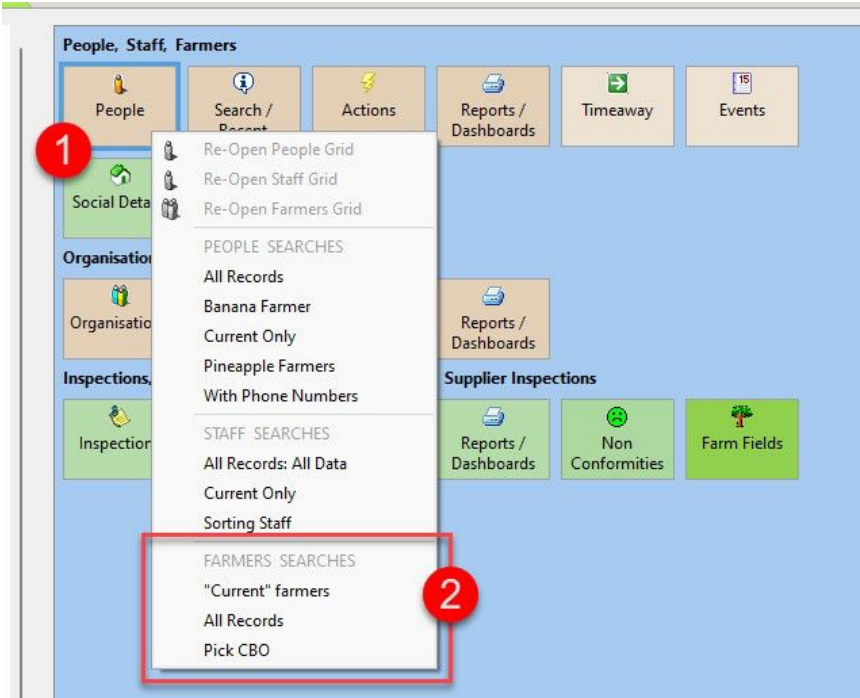 People, Staff, Farmers
People
Search /
Recent
Actions
Reports /
Dashboards
15
Timeaway
Events
1
Re-Open People Grid
Re-Open Staff Grid
Re-Open Farmers Grid
Social Deta
PEOPLE SEARCHES
All Records
Banana Farmer
Current Only
Pineapple Farmers
With Phone Numbers
Organisation
Organisatio
Reports /
Dashboards
Inspections,
Supplier Inspections
STAFF SEARCHES
All Records: All Data
Current Only
Sorting Staff
Inspection
Reports /
Dashboards
Non
Conformities
Farm Fields
FARMERS SEARCHES
"Current" farmers
All Records
Pick CBO
2